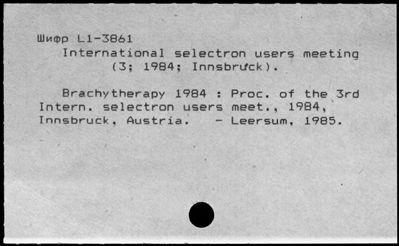 Шифр L1-3861
International selectron users meeting
(3; 1984; Innsbruck).
Brachytherapy 1984 : Proc. of the 3rd
Intern. selectron users meet., 1984,
Innsbruck, Austria. - Leersum, 1985.